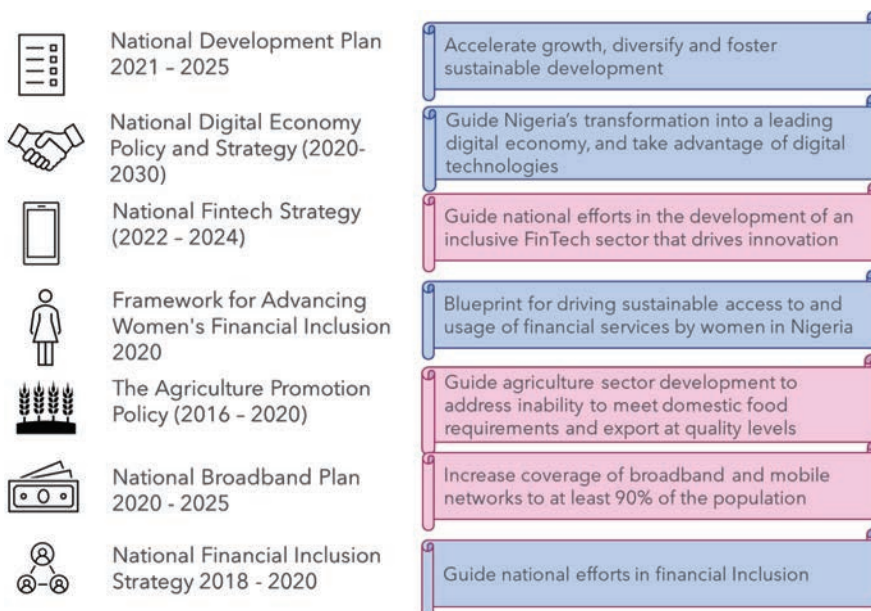 National Development Plan
2021 – 2025
Accelerate growth, diversify and foster
sustainable development
National Digital Economy
Policy and Strategy (2020-
2030)
Guide Nigeria's transformation into a leading
digital economy, and take advantage of digital
technologies
National Fintech Strategy
(2022 – 2024)
Guide national efforts in the development of an
inclusive FinTech sector that drives innovation
Framework for Advancing
Women's Financial Inclusion
2020
Blueprint for driving sustainable access to and
usage of financial services by women in Nigeria
The Agriculture Promotion
Policy (2016 – 2020)
Guide agriculture sector development to
address inability to meet domestic food
requirements and export at quality levels
National Broadband Plan
2020 - 2025
Increase coverage of broadband and mobile
networks to at least 90% of the population
National Financial Inclusion
Strategy 2018 - 2020
Guide national efforts in financial Inclusion